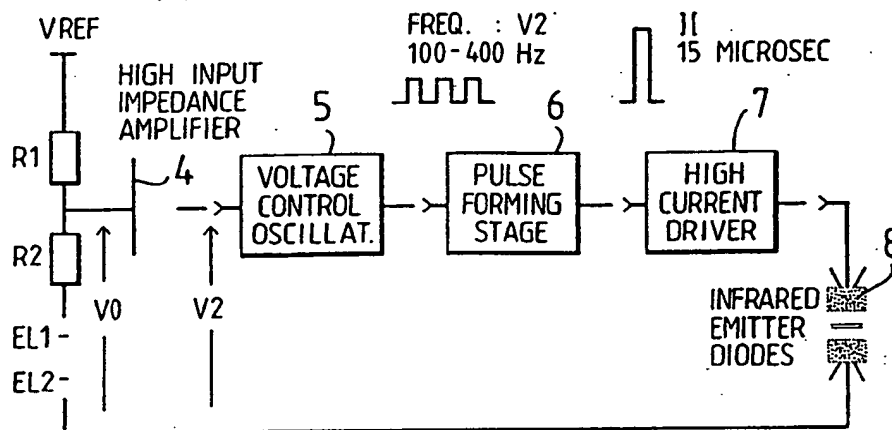 VREF
FREQ. : V2
100-400 Hz
][
15 MICROSEC
HIGH INPUT
IMPEDANCE
AMPLIFIER
R1
4
5
6
7
VOLTAGE
CONTROL
OSCILLAT.
PULSE
FORMING
STAGE
HIGH
CURRENT
DRIVER
R2
V0
V2
8
INFRARED
EMITTER
DIODES
EL1
EL2